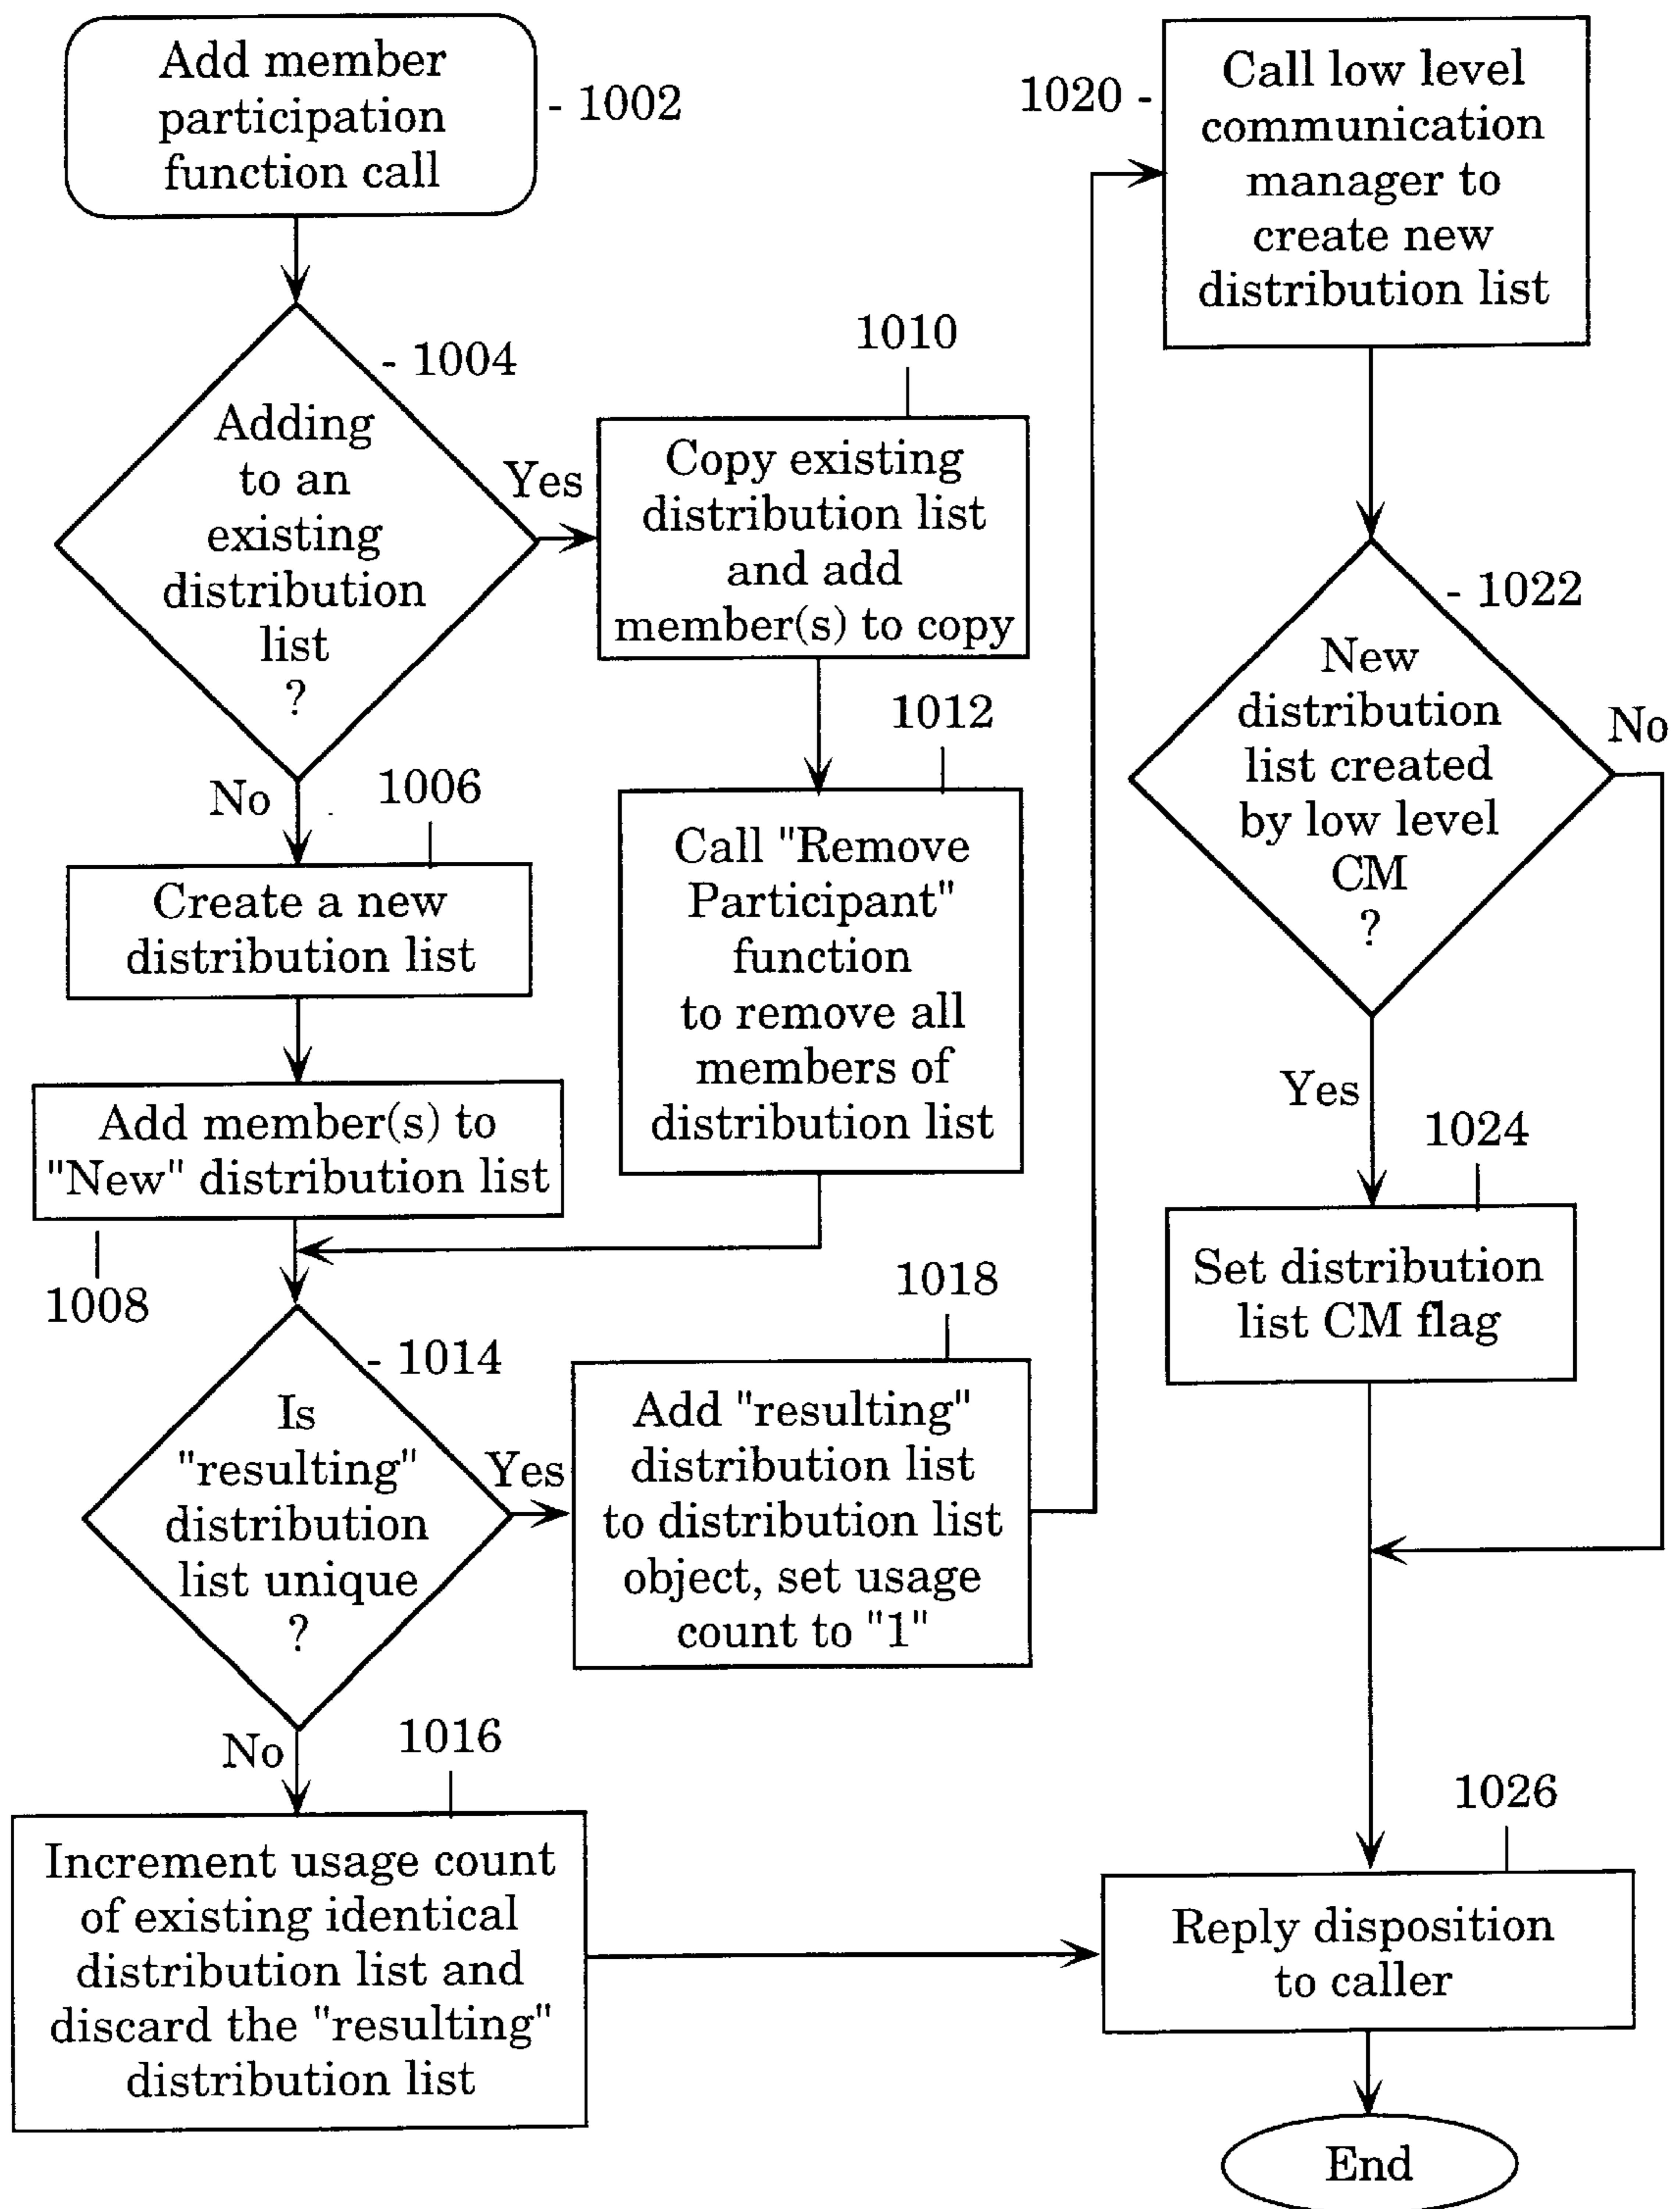 Add member
participation
function call
- 1002
- 1004
Adding
to an
existing
distribution
list
?
Yes
No
1006
Create a new
distribution list
Add member(s) to
"New" distribution list
1008
1010
Copy existing
distribution list
and add
member(s) to copy
1012
Call "Remove
Participant"
function
to remove all
members of
distribution list
- 1014
Is
"resulting"
distribution
list unique
?
Yes
No
1016
Increment usage count
of existing identical
distribution list and
discard the "resulting"
distribution list
1018
Add "resulting"
distribution list
to distribution list
object, set usage
count to "1"
1020 -
Call low level
communication
manager to
create new
distribution list
- 1022
New
distribution
list created
by low level
CM
?
No
Yes
1024
Set distribution
list CM flag
1026
Reply disposition
to caller
End